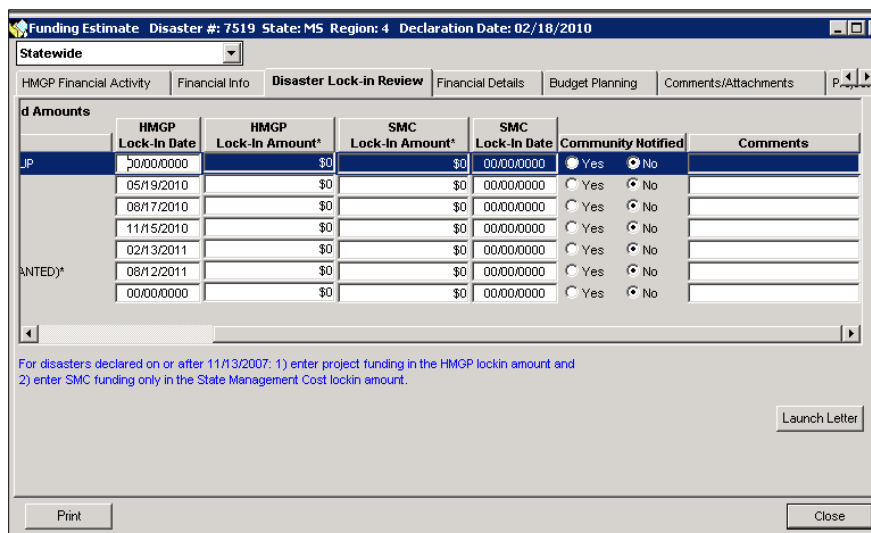 Funding Estimate Disaster #: 7519 State: MS Region: 4 Declaration Date: 02/18/2010
Statewide
HMGP Financial Activity Financial Info Disaster Lock-in Review Financial Details Budget Planning Comments/Attachments
d Amounts
HMGP HMGP SMC SMC
Lock-In Date Lock-In Amount* Lock-In Amount* Lock-In Date Community Notified Comments
UP 00/00/0000 $0 $0 00/00/0000 Yes No
05/19/2010 $0 $0 00/00/0000 Yes No
08/17/2010 $0 $0 00/00/0000 Yes No
11/15/2010 $0 $0 00/00/0000 Yes No
02/13/2011 $0 $0 00/00/0000 Yes No
ANTED)* 08/12/2011 $0 $0 00/00/0000 Yes No
00/00/0000 $0 $0 00/00/0000 Yes No
For disasters declared on or after 11/13/2007: 1) enter project funding in the HMGP lockin amount and
2) enter SMC funding only in the State Management Cost lockin amount.
Launch Letter
Print Close